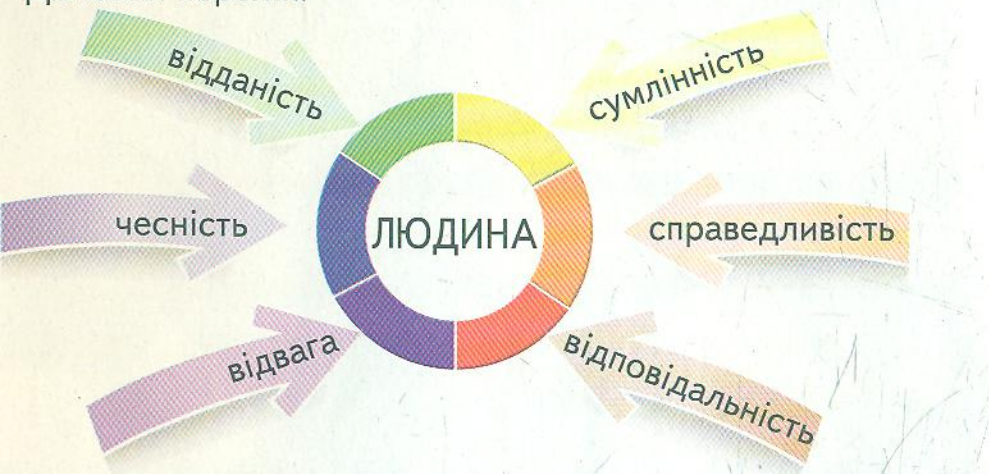 відданість
сумлінність
чесність
ЛЮДИНА
справедливість
відвага
відповідальність